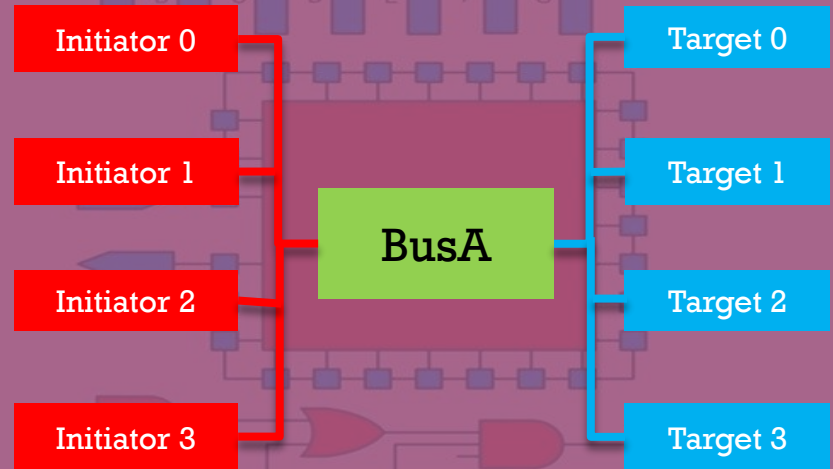 Initiator 0
Target 0
Initiator 1
Target 1
BusA
Initiator 2
Target 2
Initiator 3
Target 3